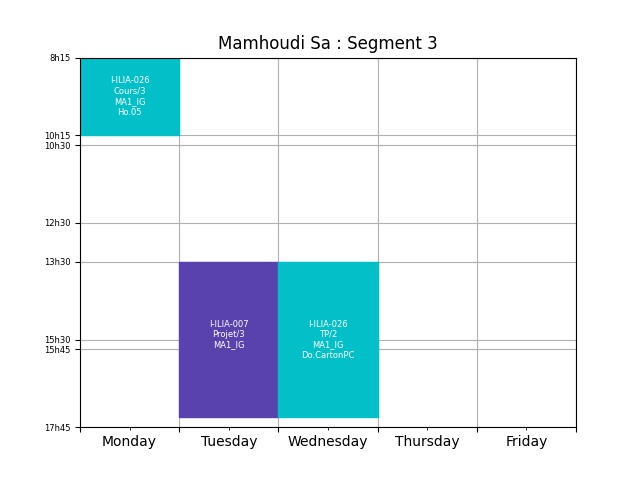 Mamhoudi Sa : Segment 3
8h15
I-ILIA-026
Cours/3
MA1_IG
Ho.05
10h15
10h30
12h30
13h30
I-ILIA-007
Projet/3
MA1_IG
I-ILIA-026
TP/2
MA1_IG
Do.CartonPC
15h30
15h45
17h45
Monday Tuesday Wednesday Thursday Friday